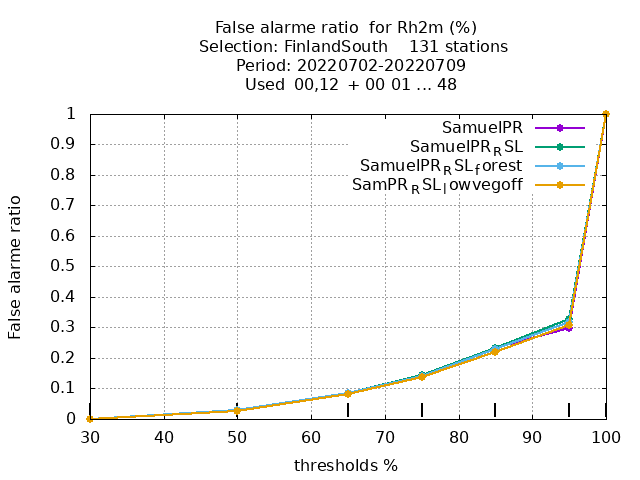 False alarme ratio  for Rh2m (%)
Selection: FinlandSouth    131 stations
Period: 20220702-20220709
Used  00,12  + 00 01 ... 48
SamuelPR
SamuelPR_RSL
SamuelPR_RSL_forest
SamPR_RSL_lowvegoff
False alarme ratio
1
0.9
0.8
0.7
0.6
0.5
0.4
0.3
0.2
0.1
0
30 40 50 60 70 80 90 100
thresholds %